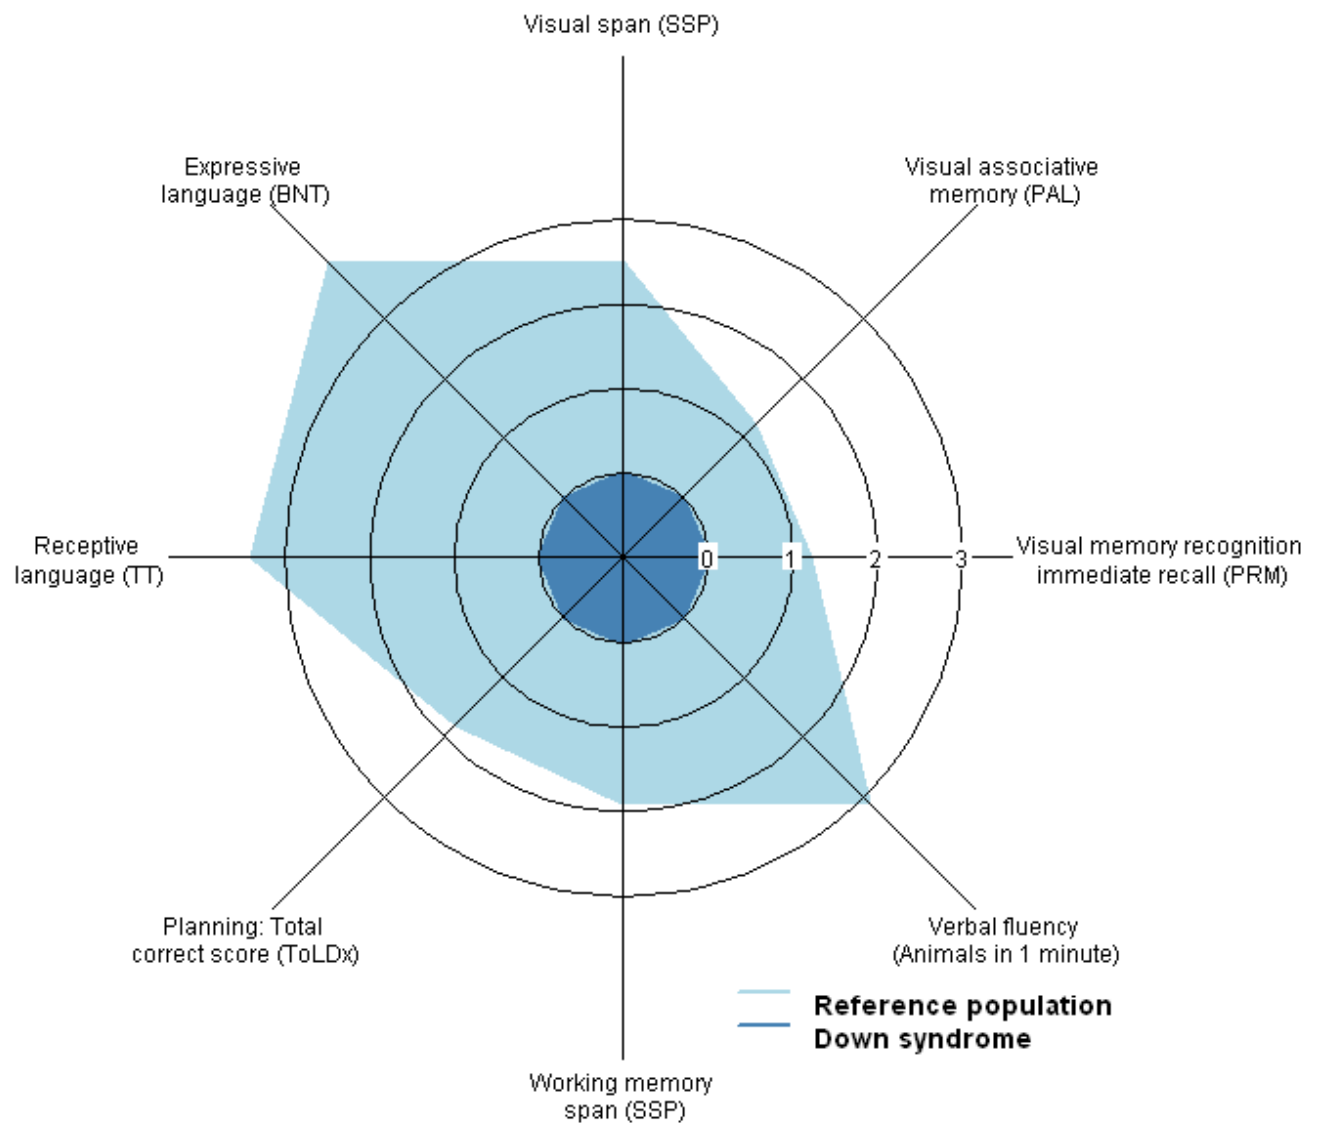 Visual span (SSP)
Expressive
language (BNT)
Visual associative
memory (PAL)
Receptive
language (TT)
0
1
2
3
Visual memory recognition
immediate recall (PRM)
Planning: Total
correct score (ToLDx)
Verbal fluency
(Animals in 1 minute)
Reference population
Down syndrome
Working memory
span (SSP)